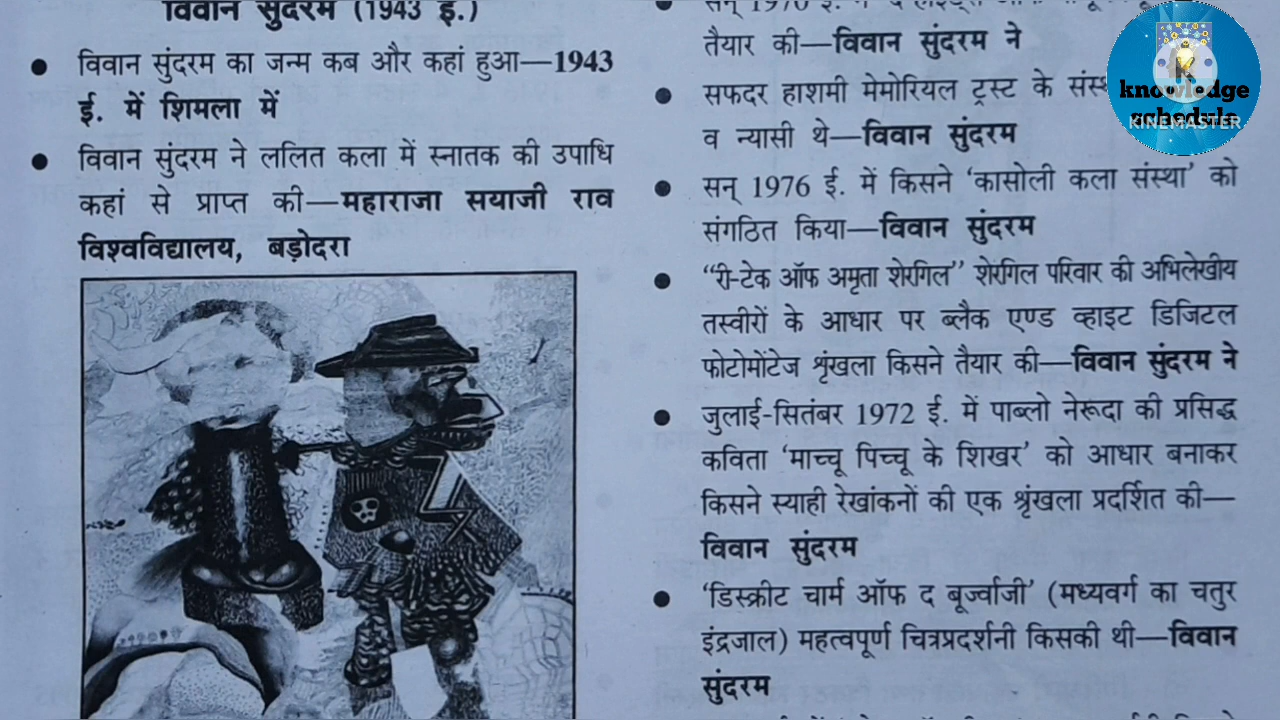 विवान सुंदरम (1943 ई.)
● विवान सुंदरम का जन्म कब और कहां हुआ—1943
ई. में शिमला में
● विवान सुंदरम ने ललित कला में स्नातक की उपाधि
कहां से प्राप्त की—महाराजा सयाजी राव
विश्वविद्यालय, बड़ोदरा
तैयार की—विवान सुंदरम ने
● सफदर हाशमी मेमोरियल ट्रस्ट के
व न्यासी थे—विवान सुंदरम
● सन् 1976 ई. में किसने ‘कासोली कला संस्था’ को
संगठित किया—विवान सुंदरम
● “री-टेक ऑफ अमृता शेरगिल” शेरगिल परिवार की अभिलेखीय
तस्वीरों के आधार पर ब्लैक एण्ड व्हाइट डिजिटल
फोटोमोंटेज शृंखला किसने तैयार की—विवान सुंदरम ने
● जुलाई-सितंबर 1972 ई. में पाब्लो नेरूदा की प्रसिद्ध
कविता ‘माच्चू पिच्चू के शिखर’ को आधार बनाकर
किसने स्याही रेखांकनों की एक श्रृंखला प्रदर्शित की—
विवान सुंदरम
● ‘डिस्क्रीट चार्म ऑफ द बूर्ज्वाजी’ (मध्यवर्ग का चतुर
इंद्रजाल) महत्वपूर्ण चित्रप्रदर्शनी किसकी थी—विवान
सुंदरम
knowledge
schedule
KINEMASTER